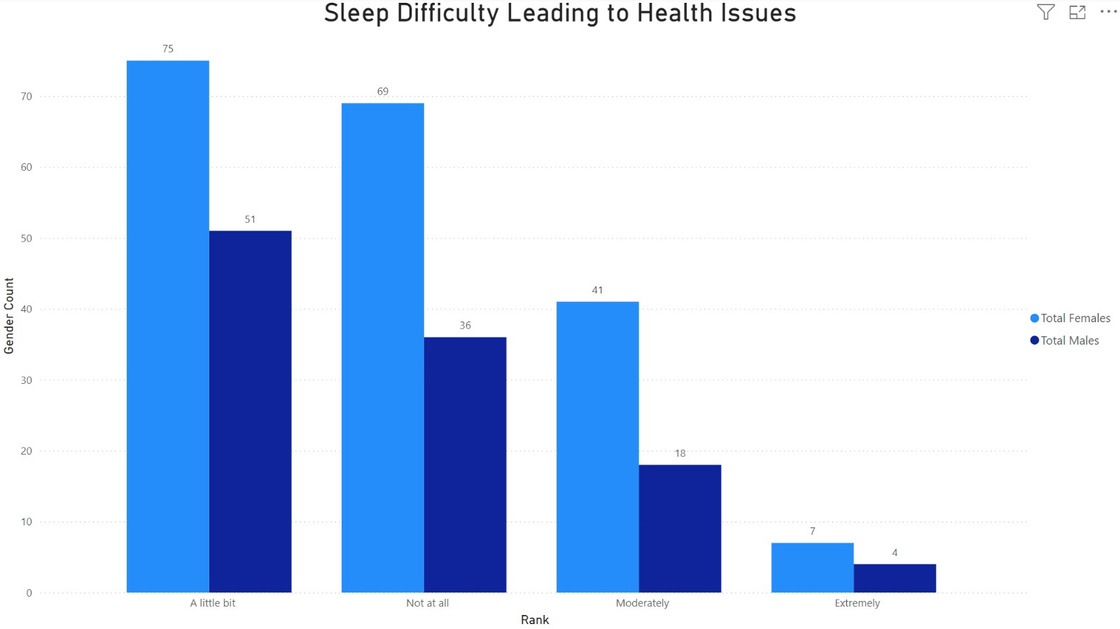 Sleep Difficulty Leading to Health Issues
75
70
69
60
51
50
41
40
36
30
20
18
10
7
4
0
Gender Count
A little bit
Not at all
Moderately
Extremely
Rank
Total Females
Total Males